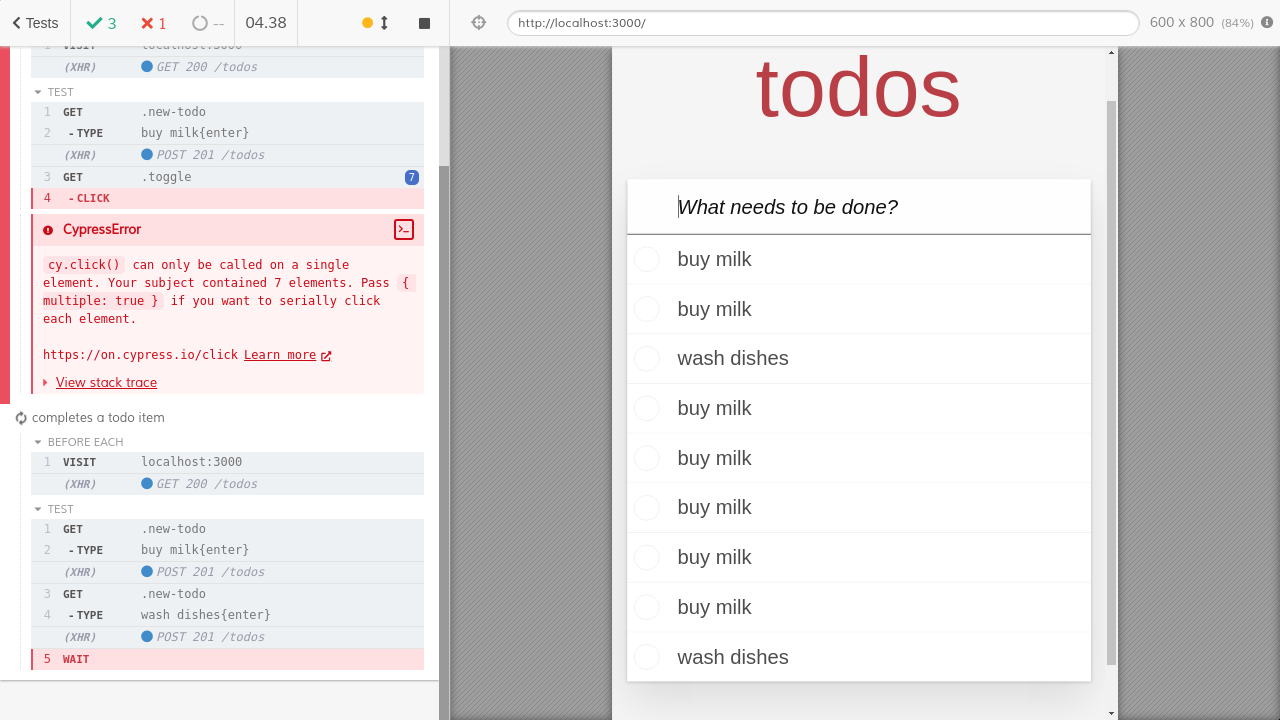 Tests
3
1
--
04.38
http://localhost:3000/
600 x 800 (84%)
1 VISIT localhost:3000
(XHR) GET 200 /todos
TEST
1 GET .new-todo
2 -TYPE buy milk{enter}
(XHR) POST 201 /todos
3 GET .toggle 7
4 -CLICK
CypressError
cy.click() can only be called on a single
element. Your subject contained 7 elements. Pass {
multiple: true } if you want to serially click
each element.
https://on.cypress.io/click Learn more
View stack trace
completes a todo item
BEFORE EACH
1 VISIT localhost:3000
(XHR) GET 200 /todos
TEST
1 GET .new-todo
2 -TYPE buy milk{enter}
(XHR) POST 201 /todos
3 GET .new-todo
4 -TYPE wash dishes{enter}
(XHR) POST 201 /todos
5 WAIT
todos
What needs to be done?
buy milk
buy milk
wash dishes
buy milk
buy milk
buy milk
buy milk
buy milk
wash dishes